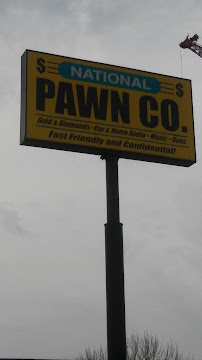 $ NATIONAL $
PAWN CO.
Gold & Diamonds • Car & Home Audio • Music • Guns
Fast Friendly and Confidential!